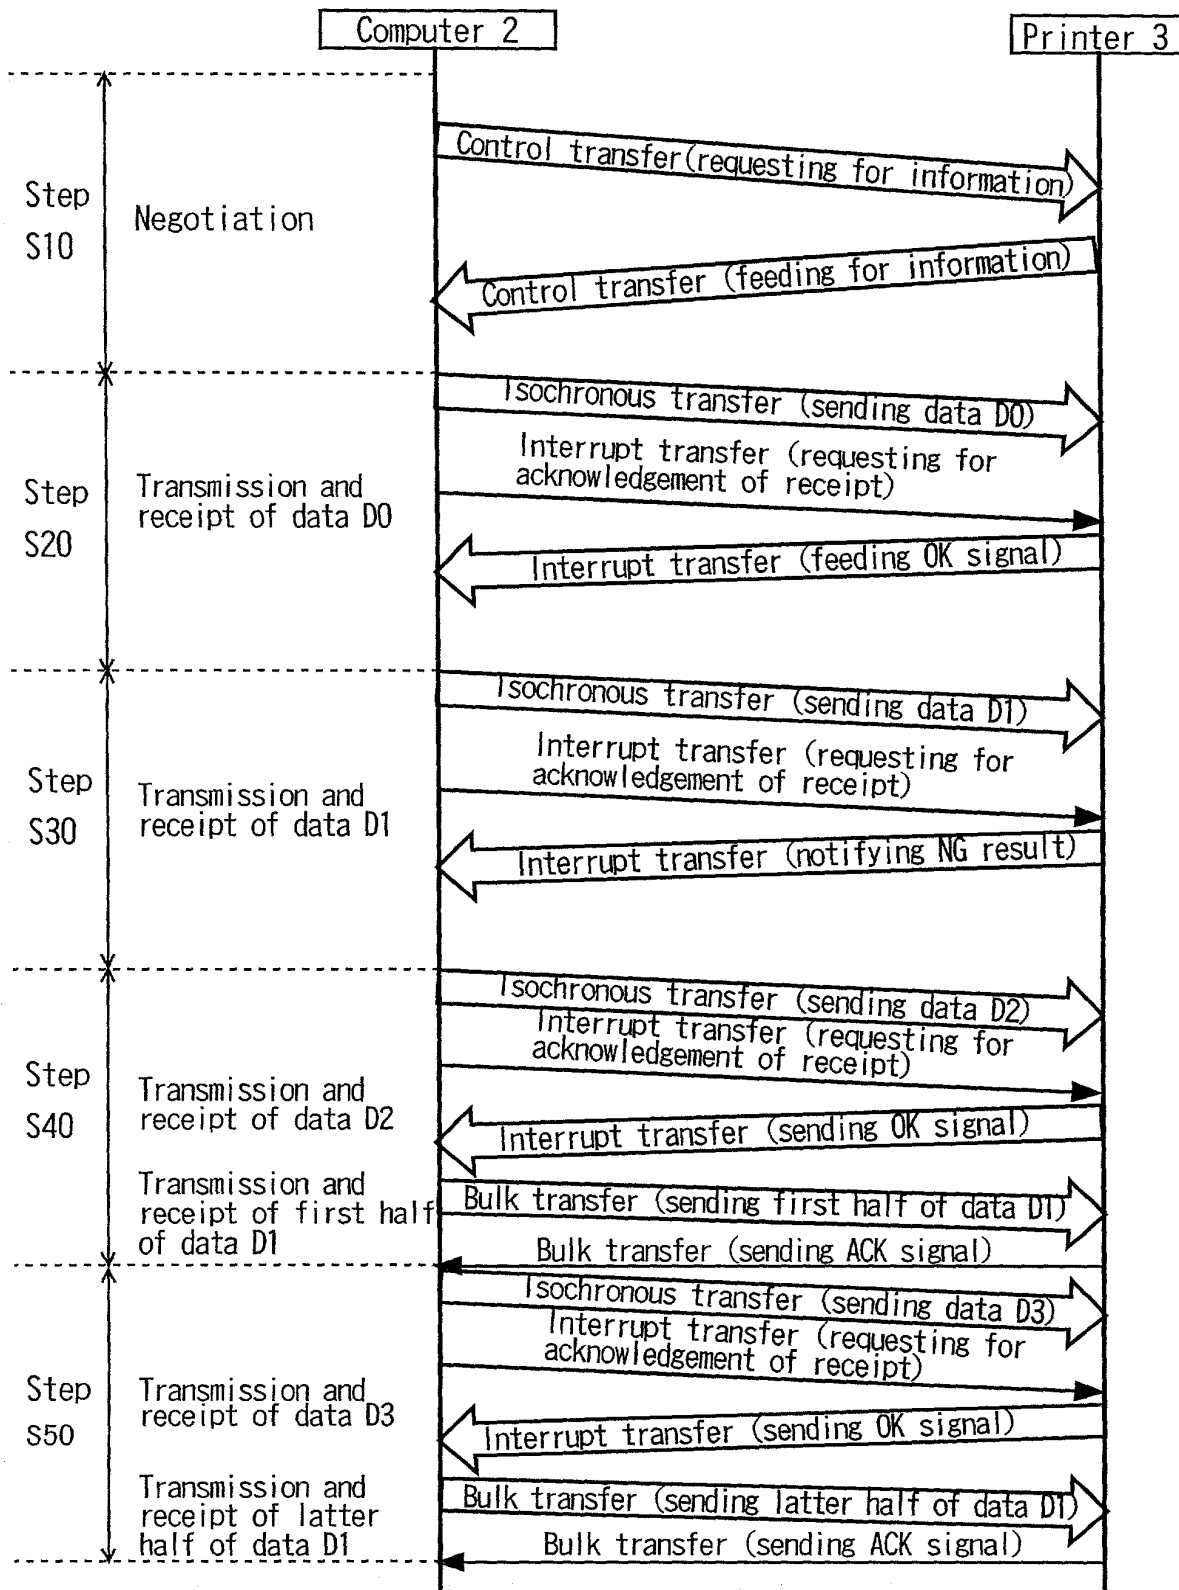 Computer 2
Printer 3
Step
S10
Negotiation
Control transfer(requesting for information)
Control transfer (feeding for information)
Step
S20
Transmission and
receipt of data D0
Isochronous transfer (sending data D0)
Interrupt transfer (requesting for
acknowledgement of receipt)
Interrupt transfer (feeding OK signal)
Step
S30
Transmission and
receipt of data D1
Isochronous transfer (sending data D1)
Interrupt transfer (requesting for
acknowledgement of receipt)
Interrupt transfer (notifying NG result)
Step
S40
Transmission and
receipt of data D2
Isochronous transfer (sending data D2)
Interrupt transfer (requesting for
acknowledgement of receipt)
Interrupt transfer (sending OK signal)
Transmission and
receipt of first half
of data D1
Bulk transfer (sending first half of data D1)
Bulk transfer (sending ACK signal)
Step
S50
Transmission and
receipt of data D3
Isochronous transfer (sending data D3)
Interrupt transfer (requesting for
acknowledgement of receipt)
Interrupt transfer (sending OK signal)
Transmission and
receipt of latter
half of data D1
Bulk transfer (sending latter half of data D1)
Bulk transfer (sending ACK signal)